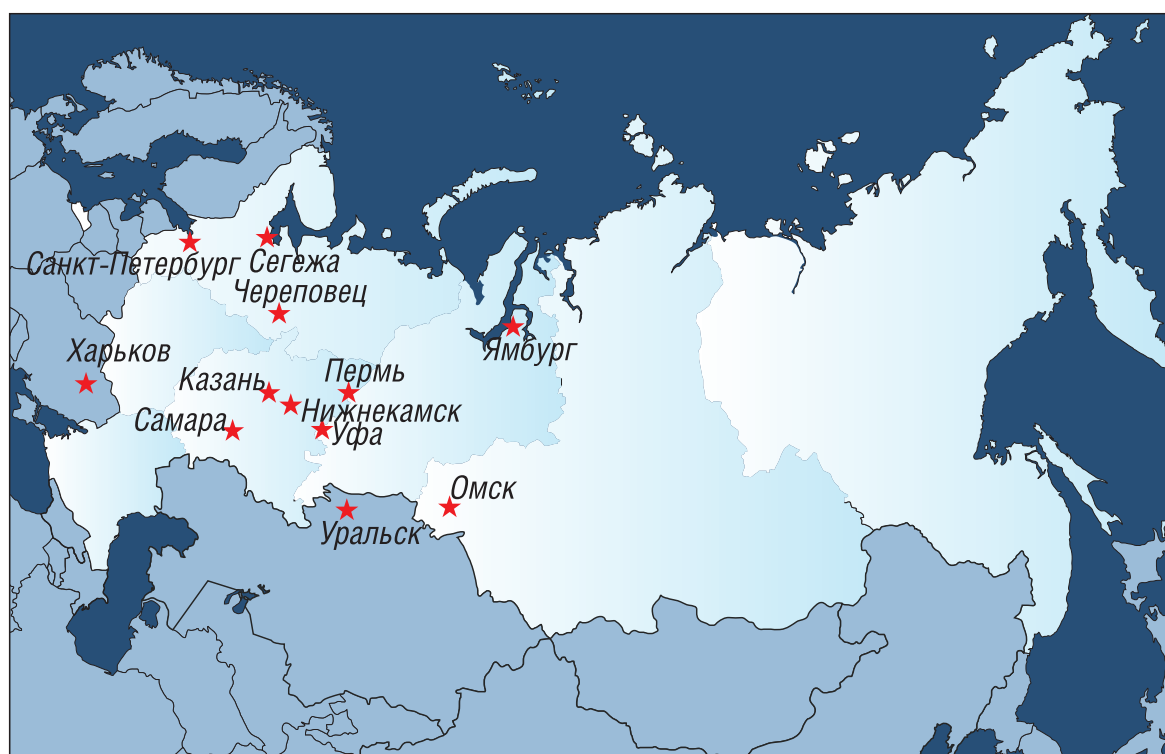 Санкт-Петербург
Сегежа
Череповец
Харьков
Ямбург
Казань
Пермь
Нижнекамск
Самара
Уфа
Омск
Уральск